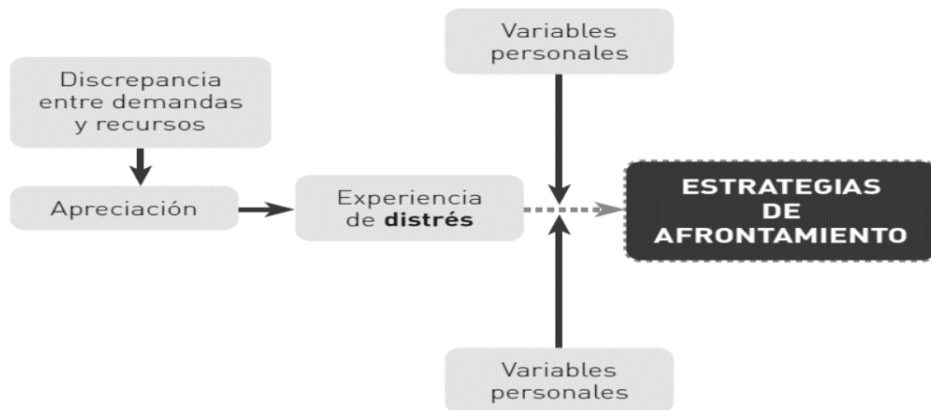 Variables
personales
Discrepancia
entre demandas
y recursos
Apreciación
Experiencia
de distrés
ESTRATEGIAS
DE
AFRONTAMIENTO
Variables
personales